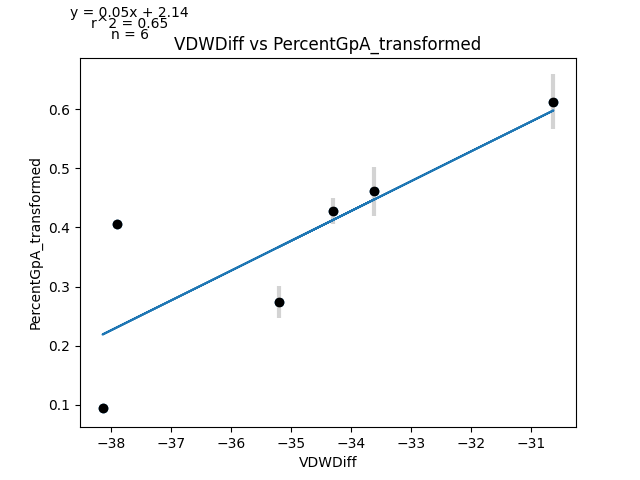 y = 0.05x + 2.14
r^2 = 0.65
n = 6
VDWDiff vs PercentGpA_transformed
PercentGpA_transformed
0.6
0.5
0.4
0.3
0.2
0.1
−38 −37 −36 −35 −34 −33 −32 −31
VDWDiff